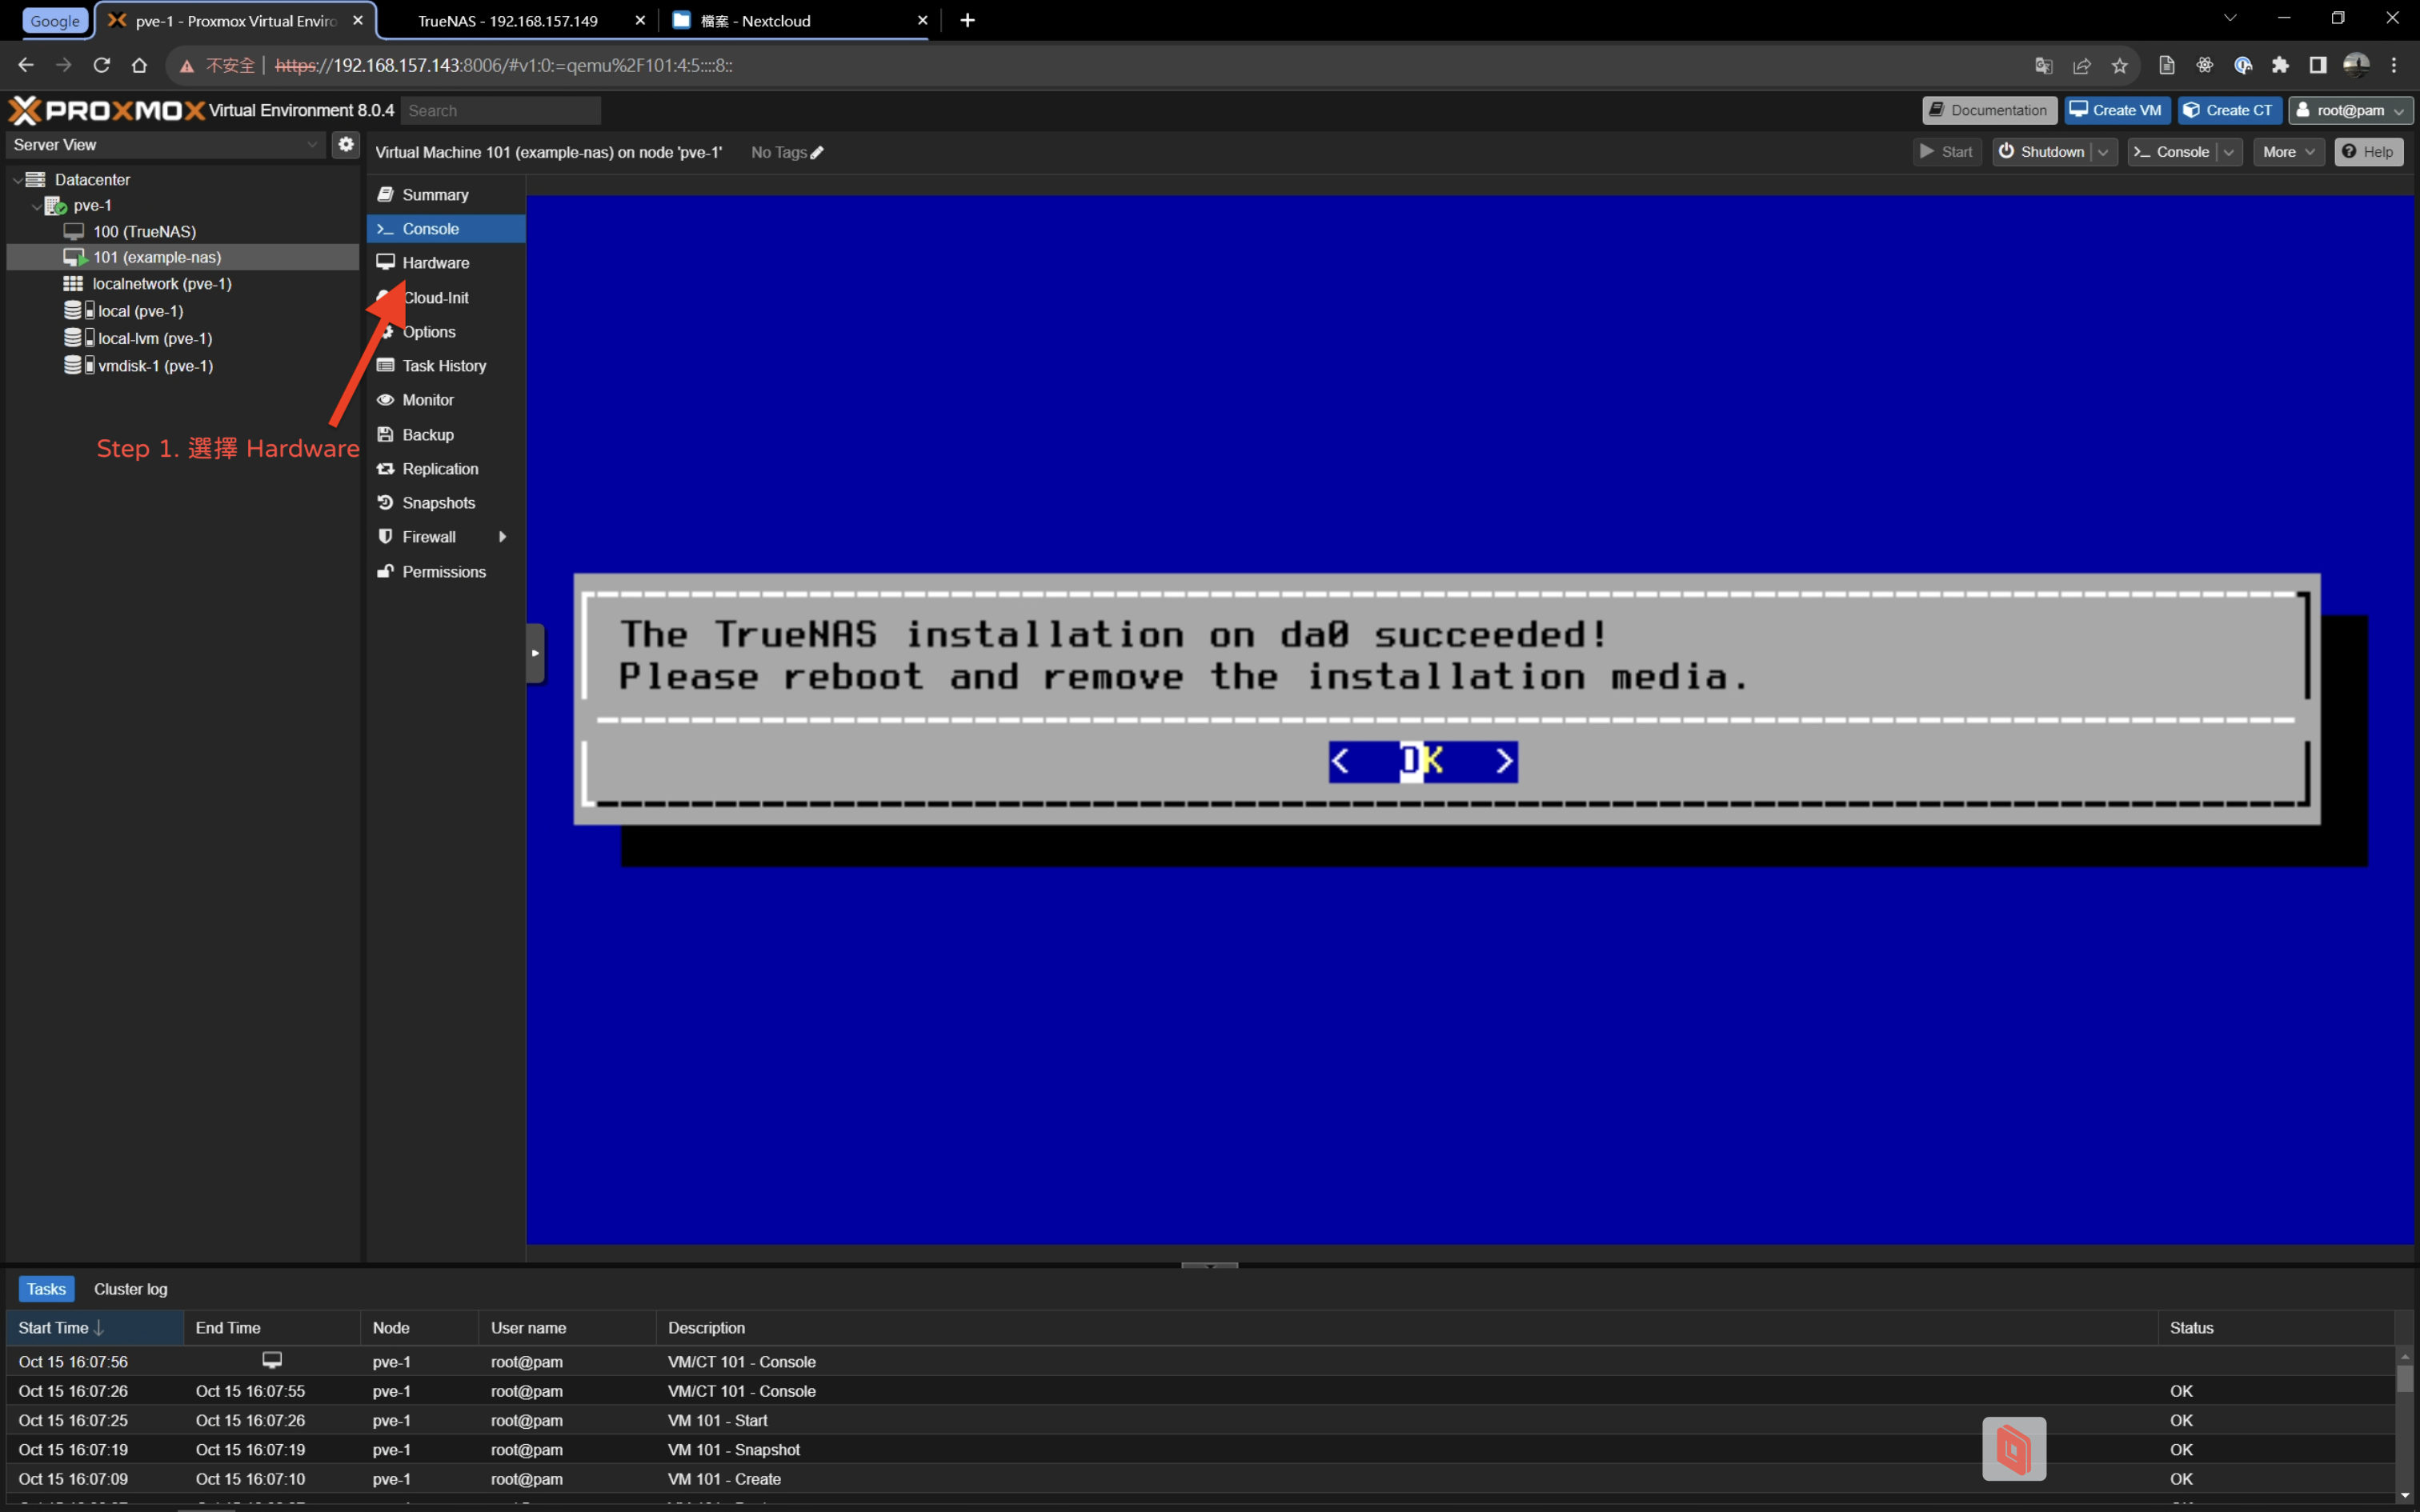 Google
pve-1 - Proxmox Virtual Enviro
TrueNAS - 192.168.157.149
檔案 - Nextcloud
不安全 | https://192.168.157.143:8006/#v1:0:=qemu%2F101:4:5::::8::
PROXMOX Virtual Environment 8.0.4
Search
Documentation
Create VM
Create CT
root@pam
Server View
Virtual Machine 101 (example-nas) on node 'pve-1'
No Tags
Start
Shutdown
Console
More
Help
Datacenter
pve-1
100 (TrueNAS)
101 (example-nas)
localnetwork (pve-1)
local (pve-1)
local-lvm (pve-1)
vmdisk-1 (pve-1)
Step 1. 選擇 Hardware
Summary
Console
Hardware
Cloud-Init
Options
Task History
Monitor
Backup
Replication
Snapshots
Firewall
Permissions
The TrueNAS installation on da0 succeeded!
Please reboot and remove the installation media.
< OK >
Tasks
Cluster log
Start Time End Time Node User name Description Status
Oct 15 16:07:56 pve-1 root@pam VM/CT 101 - Console
Oct 15 16:07:26 Oct 15 16:07:55 pve-1 root@pam VM/CT 101 - Console OK
Oct 15 16:07:25 Oct 15 16:07:26 pve-1 root@pam VM 101 - Start OK
Oct 15 16:07:19 Oct 15 16:07:19 pve-1 root@pam VM 101 - Snapshot OK
Oct 15 16:07:09 Oct 15 16:07:10 pve-1 root@pam VM 101 - Create OK